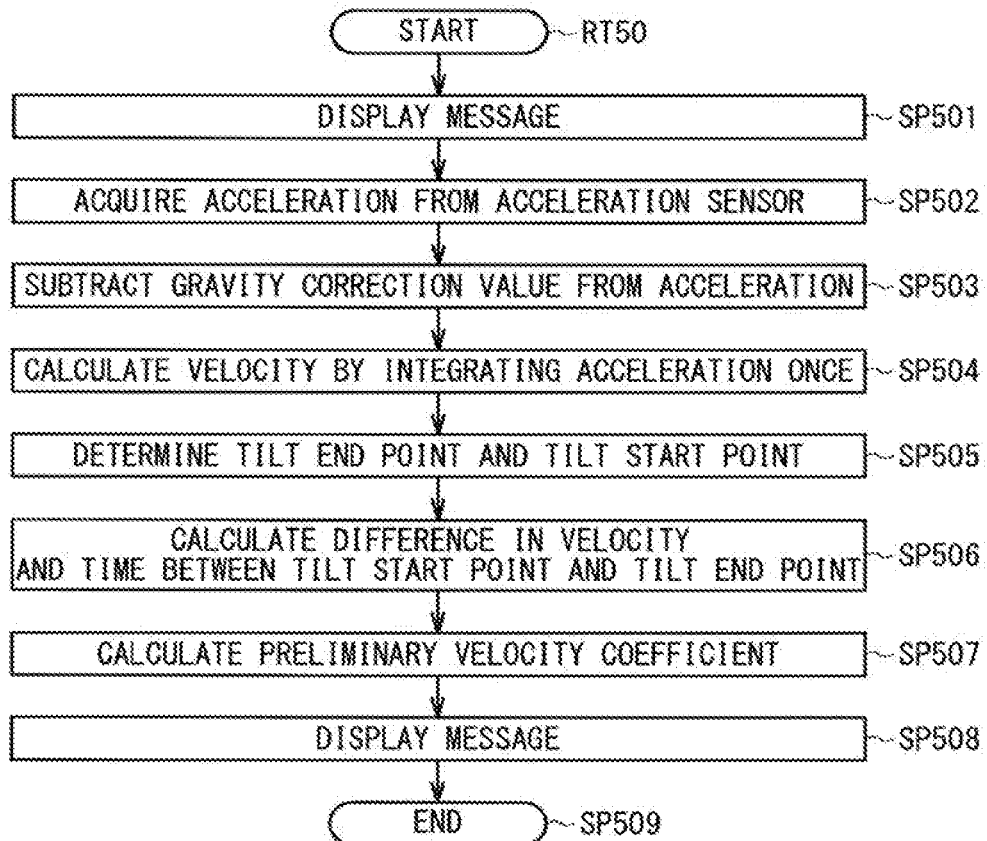 START RT50
DISPLAY MESSAGE SP501
ACQUIRE ACCELERATION FROM ACCELERATION SENSOR SP502
SUBTRACT GRAVITY CORRECTION VALUE FROM ACCELERATION SP503
CALCULATE VELOCITY BY INTEGRATING ACCELERATION ONCE SP504
DETERMINE TILT END POINT AND TILT START POINT SP505
CALCULATE DIFFERENCE IN VELOCITY
AND TIME BETWEEN TILT START POINT AND TILT END POINT SP506
CALCULATE PRELIMINARY VELOCITY COEFFICIENT SP507
DISPLAY MESSAGE SP508
END SP509